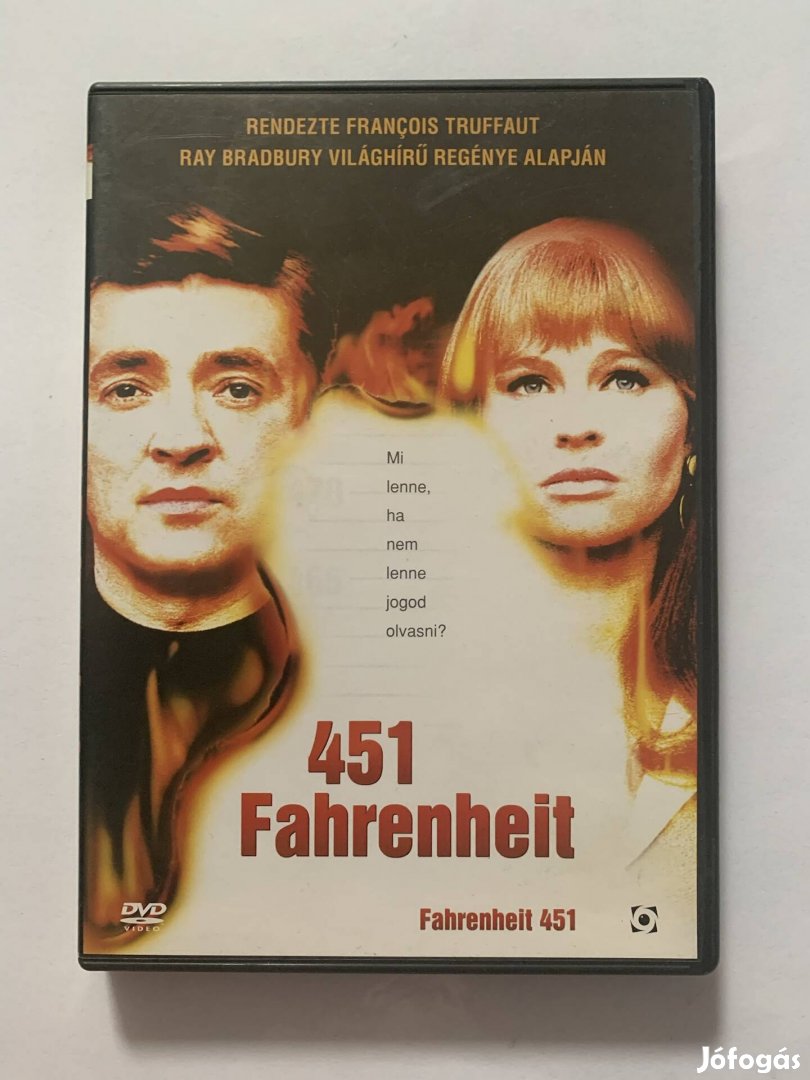 RENDEZTE FRANÇOIS TRUFFAUT
RAY BRADBURY VILÁGHÍRŰ REGÉNYE ALAPJÁN
Mi
lenne,
ha
nem
lenne
jogod
olvasni?
451
Fahrenheit
DVD
VIDEO
Fahrenheit 451
Jófogás